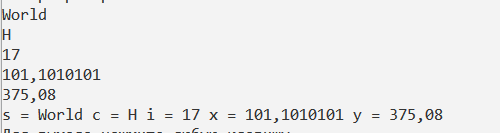 World
H
17
101,1010101
375,08
s = World c = H i = 17 x = 101,1010101 y = 375,08